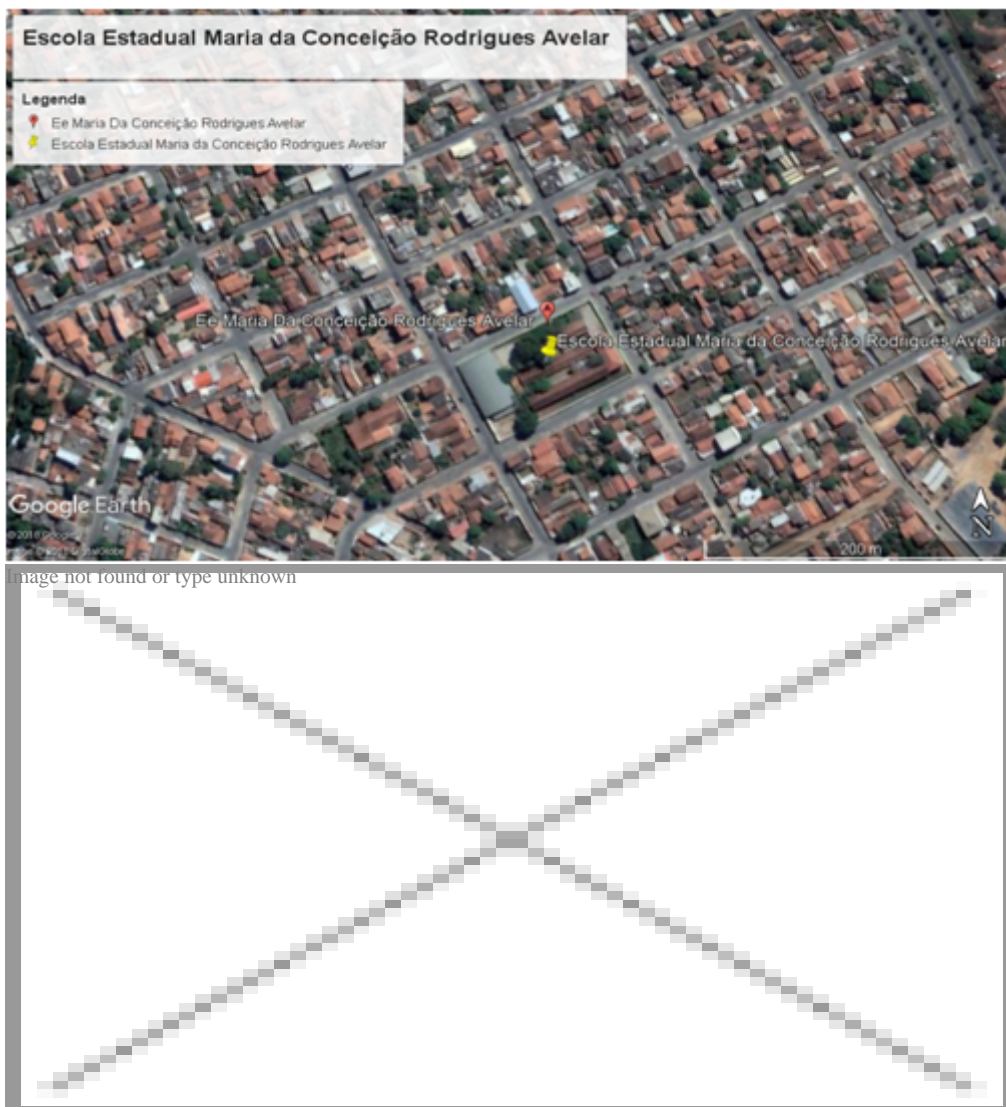 Escola Estadual Maria da Conceição Rodrigues Avelar
Legenda
Ee Maria Da Conceição Rodrigues Avelar
Escola Estadual Maria da Conceição Rodrigues Avelar
Ee Maria Da Conceição Rodrigues Avelar
Escola Estadual Maria da Conceição Rodrigues Avelar
Google Earth
200 m
N
Image not found or type unknown